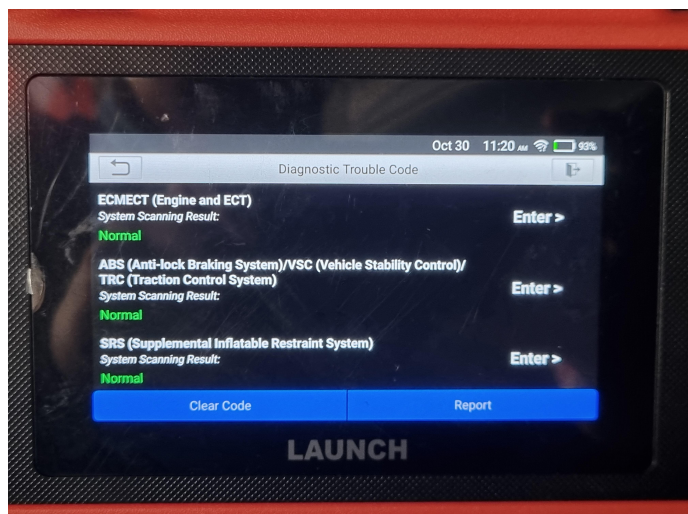 Oct 30 11:20 AM 93%
Diagnostic Trouble Code
ECMECT (Engine and ECT)
System Scanning Result:
Enter >
Normal
ABS (Anti-lock Braking System)/VSC (Vehicle Stability Control)/
TRC (Traction Control System)
System Scanning Result:
Enter >
Normal
SRS (Supplemental Inflatable Restraint System)
System Scanning Result:
Enter >
Normal
Clear Code Report
LAUNCH